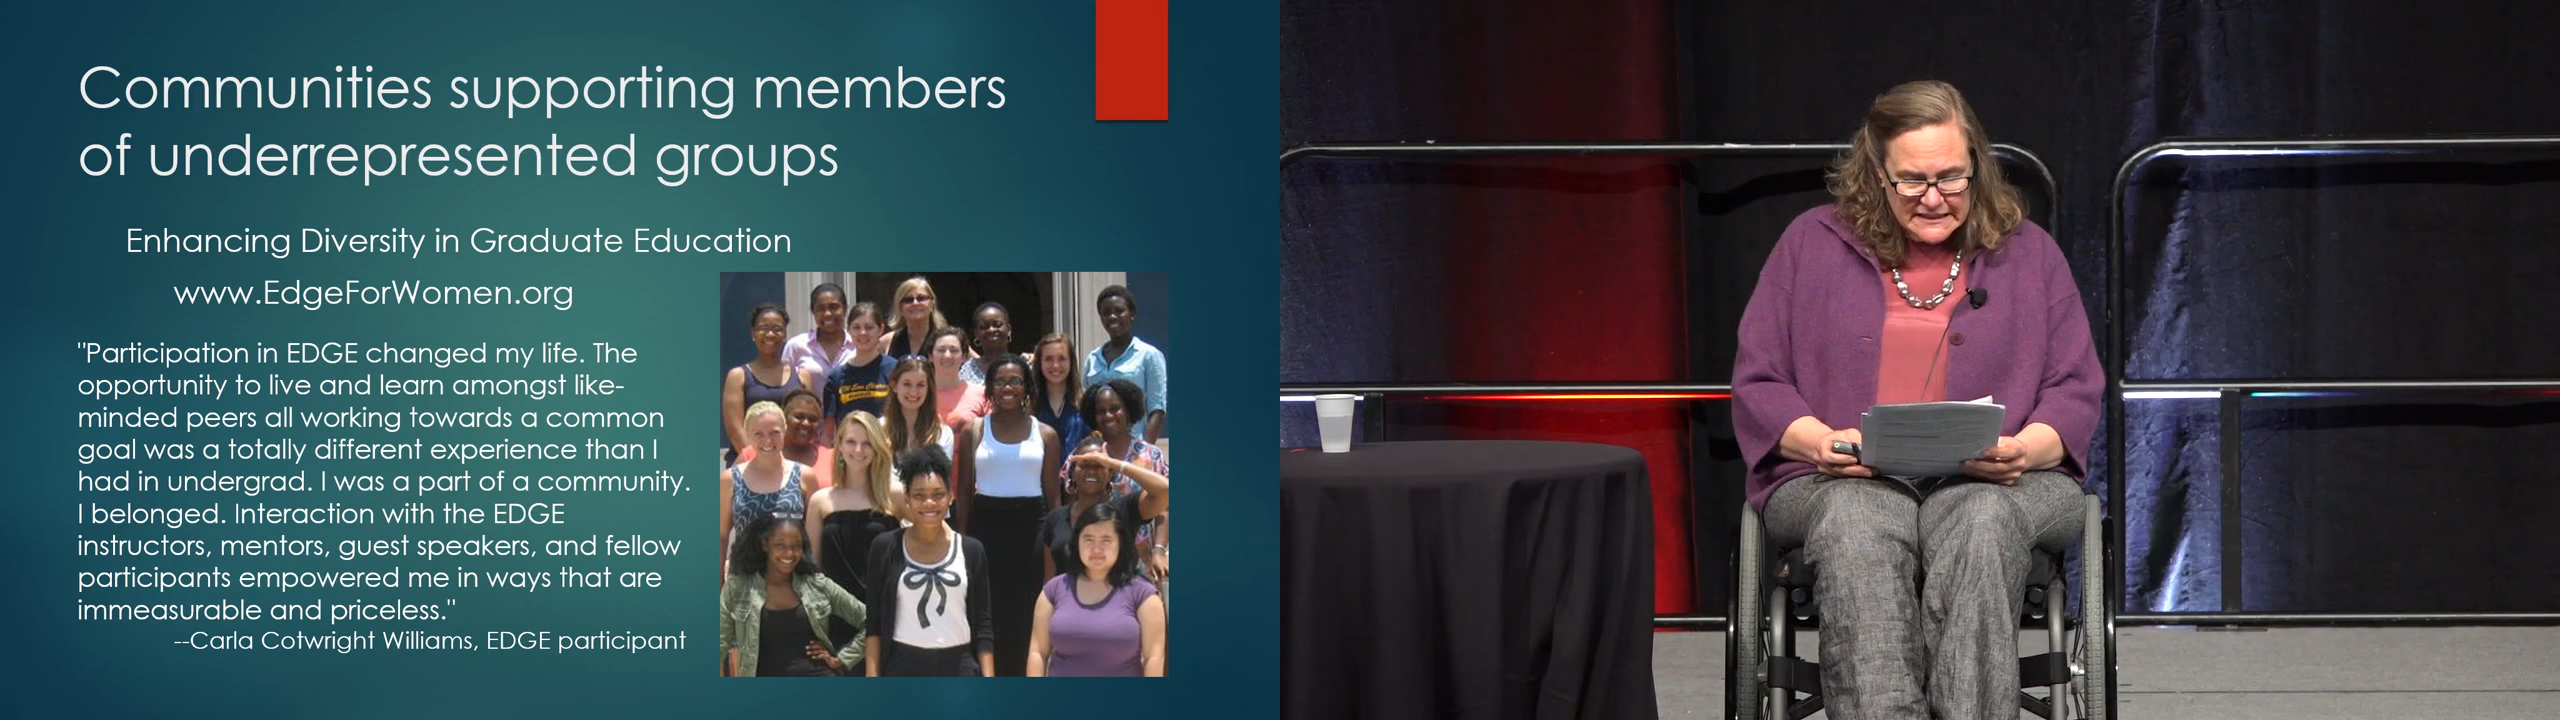 Communities supporting members
of underrepresented groups
Enhancing Diversity in Graduate Education
www.EdgeForWomen.org
"Participation in EDGE changed my life. The
opportunity to live and learn amongst like-
minded peers all working towards a common
goal was a totally different experience than I
had in undergrad. I was a part of a community.
I belonged. Interaction with the EDGE
instructors, mentors, guest speakers, and fellow
participants empowered me in ways that are
immeasurable and priceless."
--Carla Cotwright Williams, EDGE participant